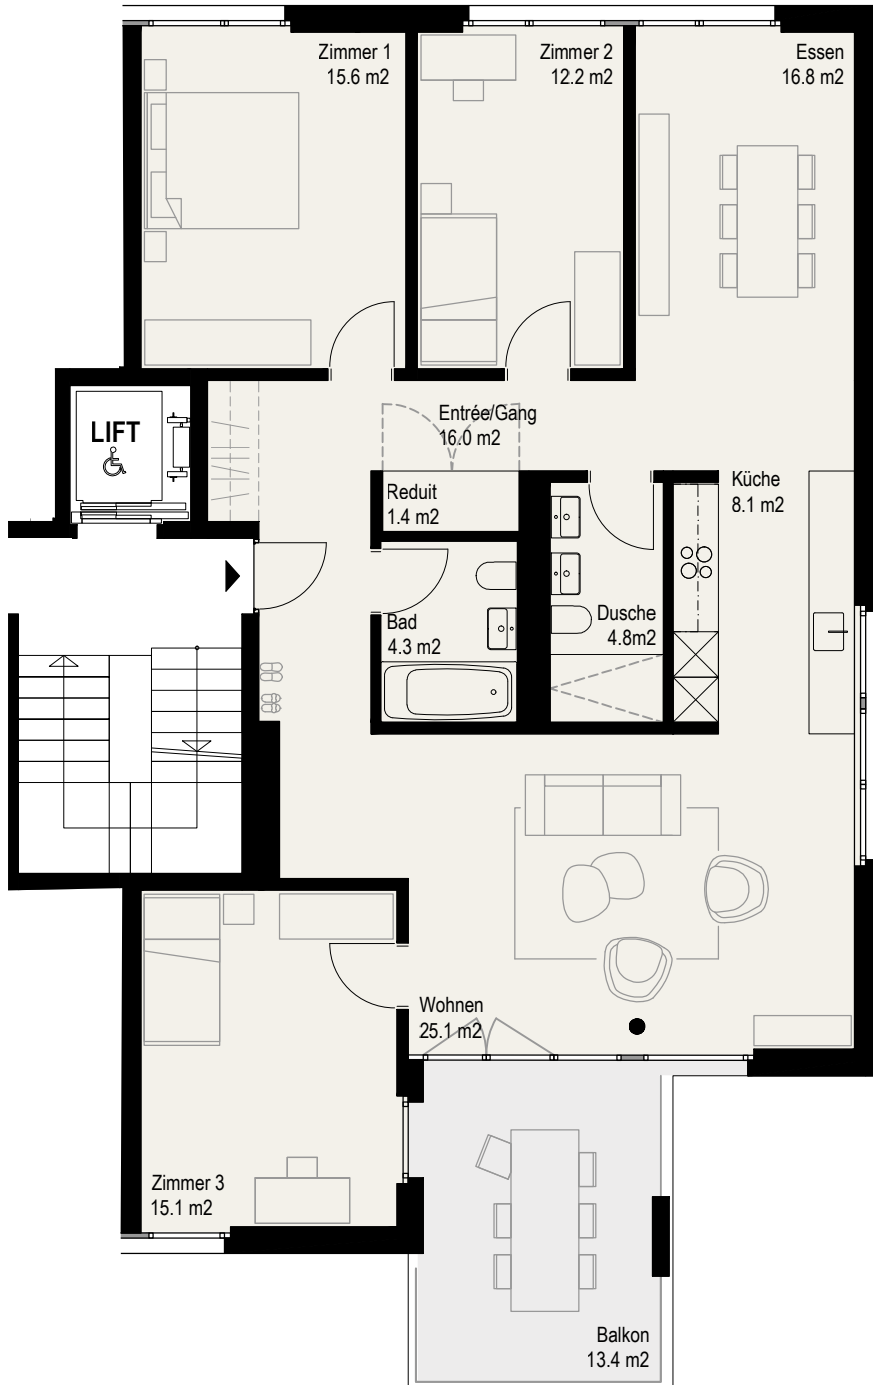 Zimmer 1
15.6 m2
Zimmer 2
12.2 m2
Essen
16.8 m2
LIFT
Entrée/Gang
16.0 m2
Reduit
1.4 m2
Küche
8.1 m2
Bad
4.3 m2
Dusche
4.8m2
Wohnen
25.1 m2
Zimmer 3
15.1 m2
Balkon
13.4 m2